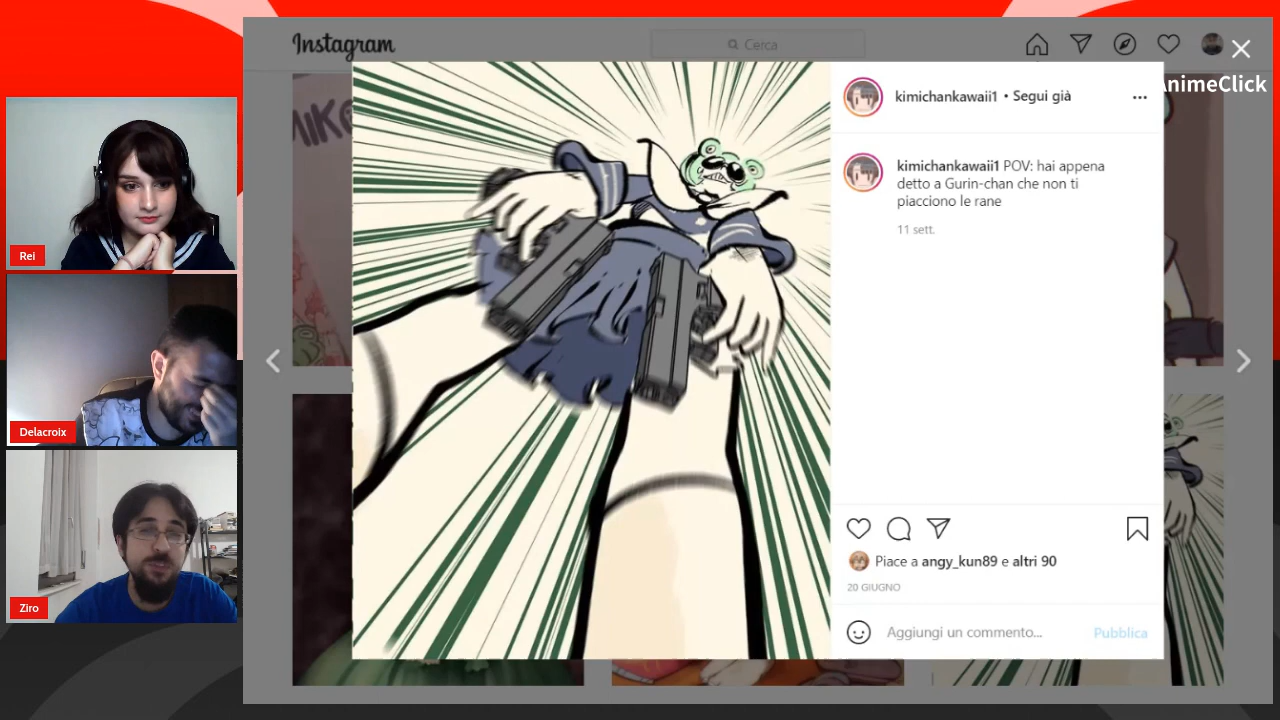 Instagram
Cerca
AnimeClick
kimichankawaii1 • Segui già
kimichankawaii1 POV: hai appena
detto a Gurin-chan che non ti
piacciono le rane
11 sett.
Rei
Delacroix
Ziro
Piace a angy_kun89 e altri 90
20 GIUGNO
Aggiungi un commento...
Pubblica